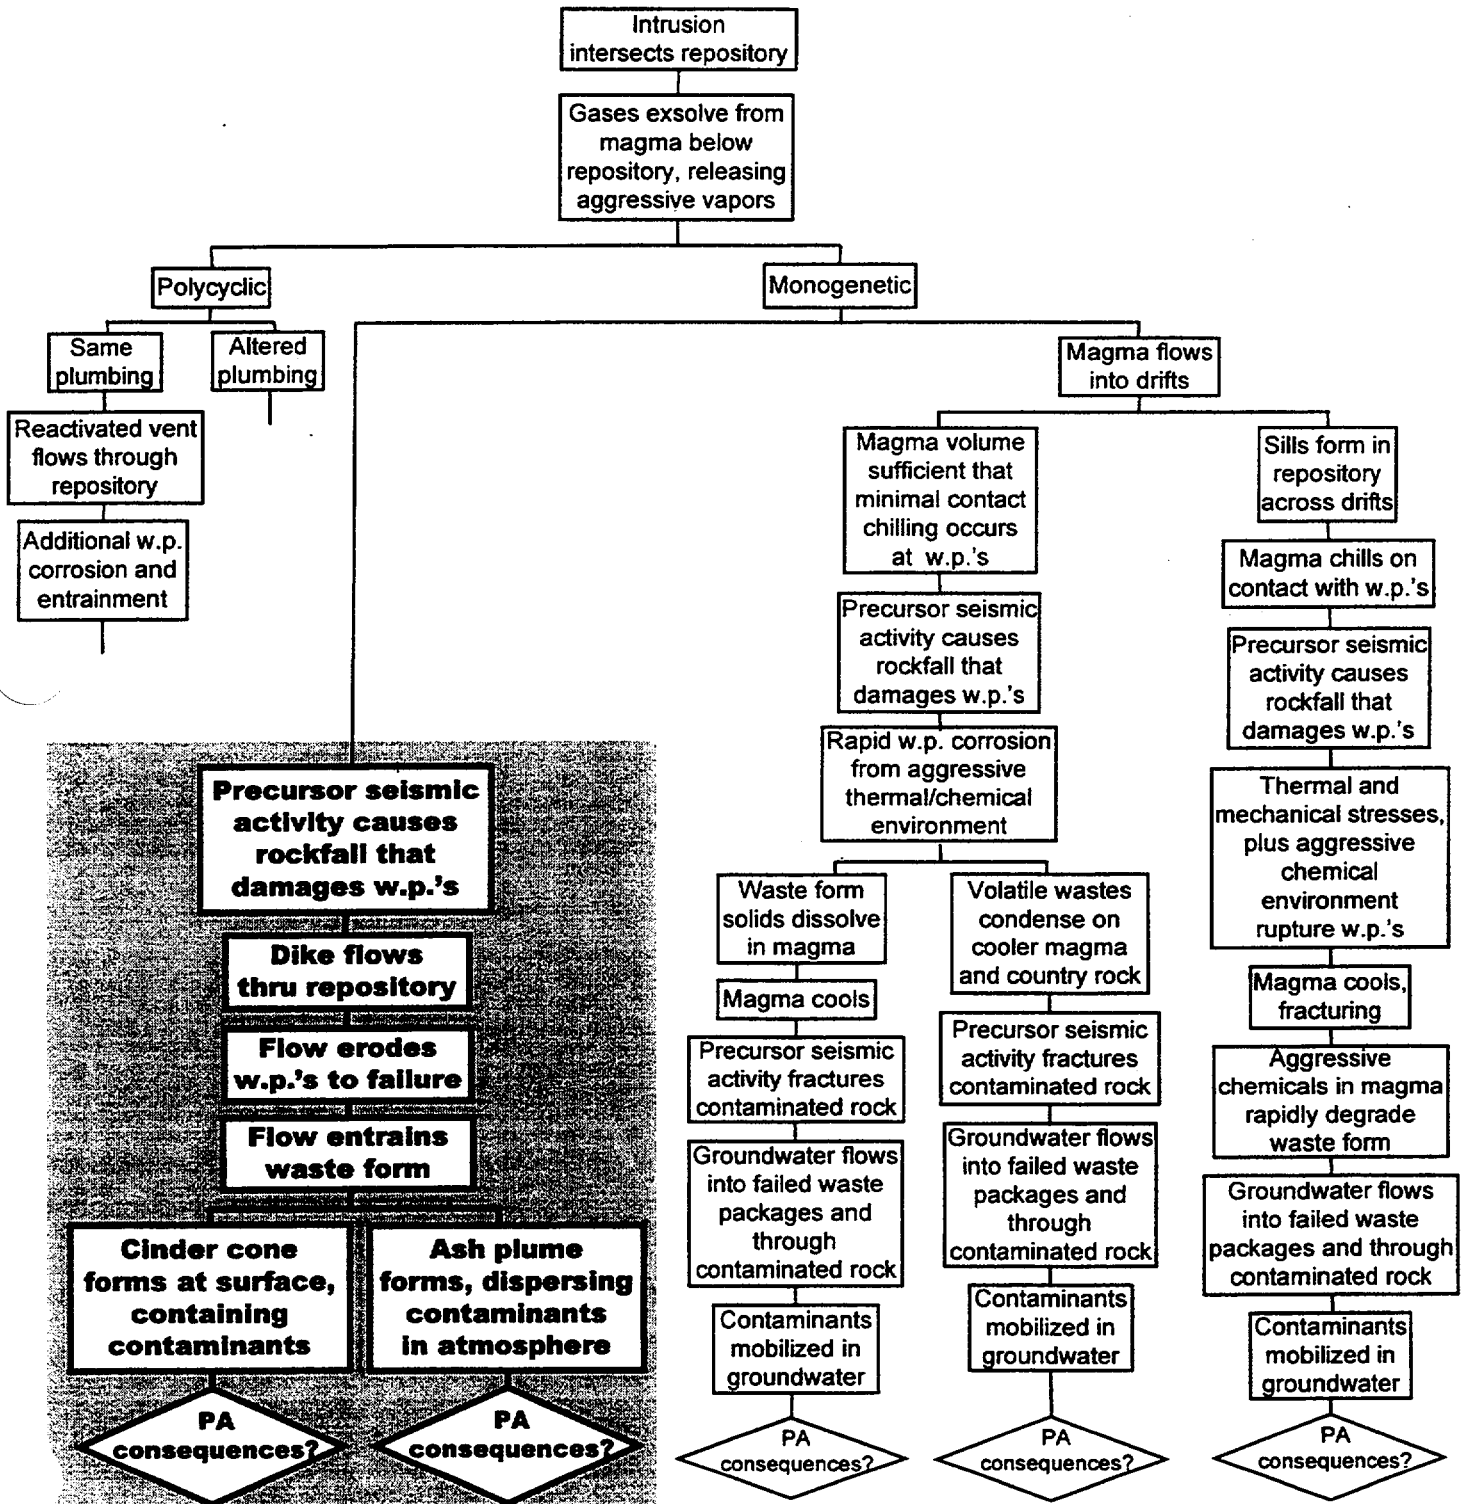 Intrusion
intersects repository
Gases exsolve from
magma below
repository, releasing
aggressive vapors
Polycyclic
Monogenetic
Same
plumbing
Altered
plumbing
Reactivated vent
flows through
repository
Additional w.p.
corrosion and
entrainment
Precursor seismic
activity causes
rockfall that
damages w.p.'s
Dike flows
thru repository
Flow erodes
w.p.'s to failure
Flow entrains
waste form
Cinder cone
forms at surface,
containing
contaminants
PA
consequences?
Ash plume
forms, dispersing
contaminants
in atmosphere
PA
consequences?
Magma flows
into drifts
Magma volume
sufficient that
minimal contact
chilling occurs
at w.p.'s
Precursor seismic
activity causes
rockfall that
damages w.p.'s
Rapid w.p. corrosion
from aggressive
thermal/chemical
environment
Waste form
solids dissolve
in magma
Magma cools
Precursor seismic
activity fractures
contaminated rock
Groundwater flows
into failed waste
packages and
through
contaminated rock
Contaminants
mobilized in
groundwater
PA
consequences?
Volatile wastes
condense on
cooler magma
and country rock
Precursor seismic
activity fractures
contaminated rock
Groundwater flows
into failed waste
packages and
through
contaminated rock
Contaminants
mobilized in
groundwater
PA
consequences?
Sills form in
repository
across drifts
Magma chills on
contact with w.p.'s
Precursor seismic
activity causes
rockfall that
damages w.p.'s
Thermal and
mechanical stresses,
plus aggressive
chemical
environment
rupture w.p.'s
Magma cools,
fracturing
Aggressive
chemicals in magma
rapidly degrade
waste form
Groundwater flows
into failed waste
packages and through
contaminated rock
Contaminants
mobilized in
groundwater
PA
consequences?